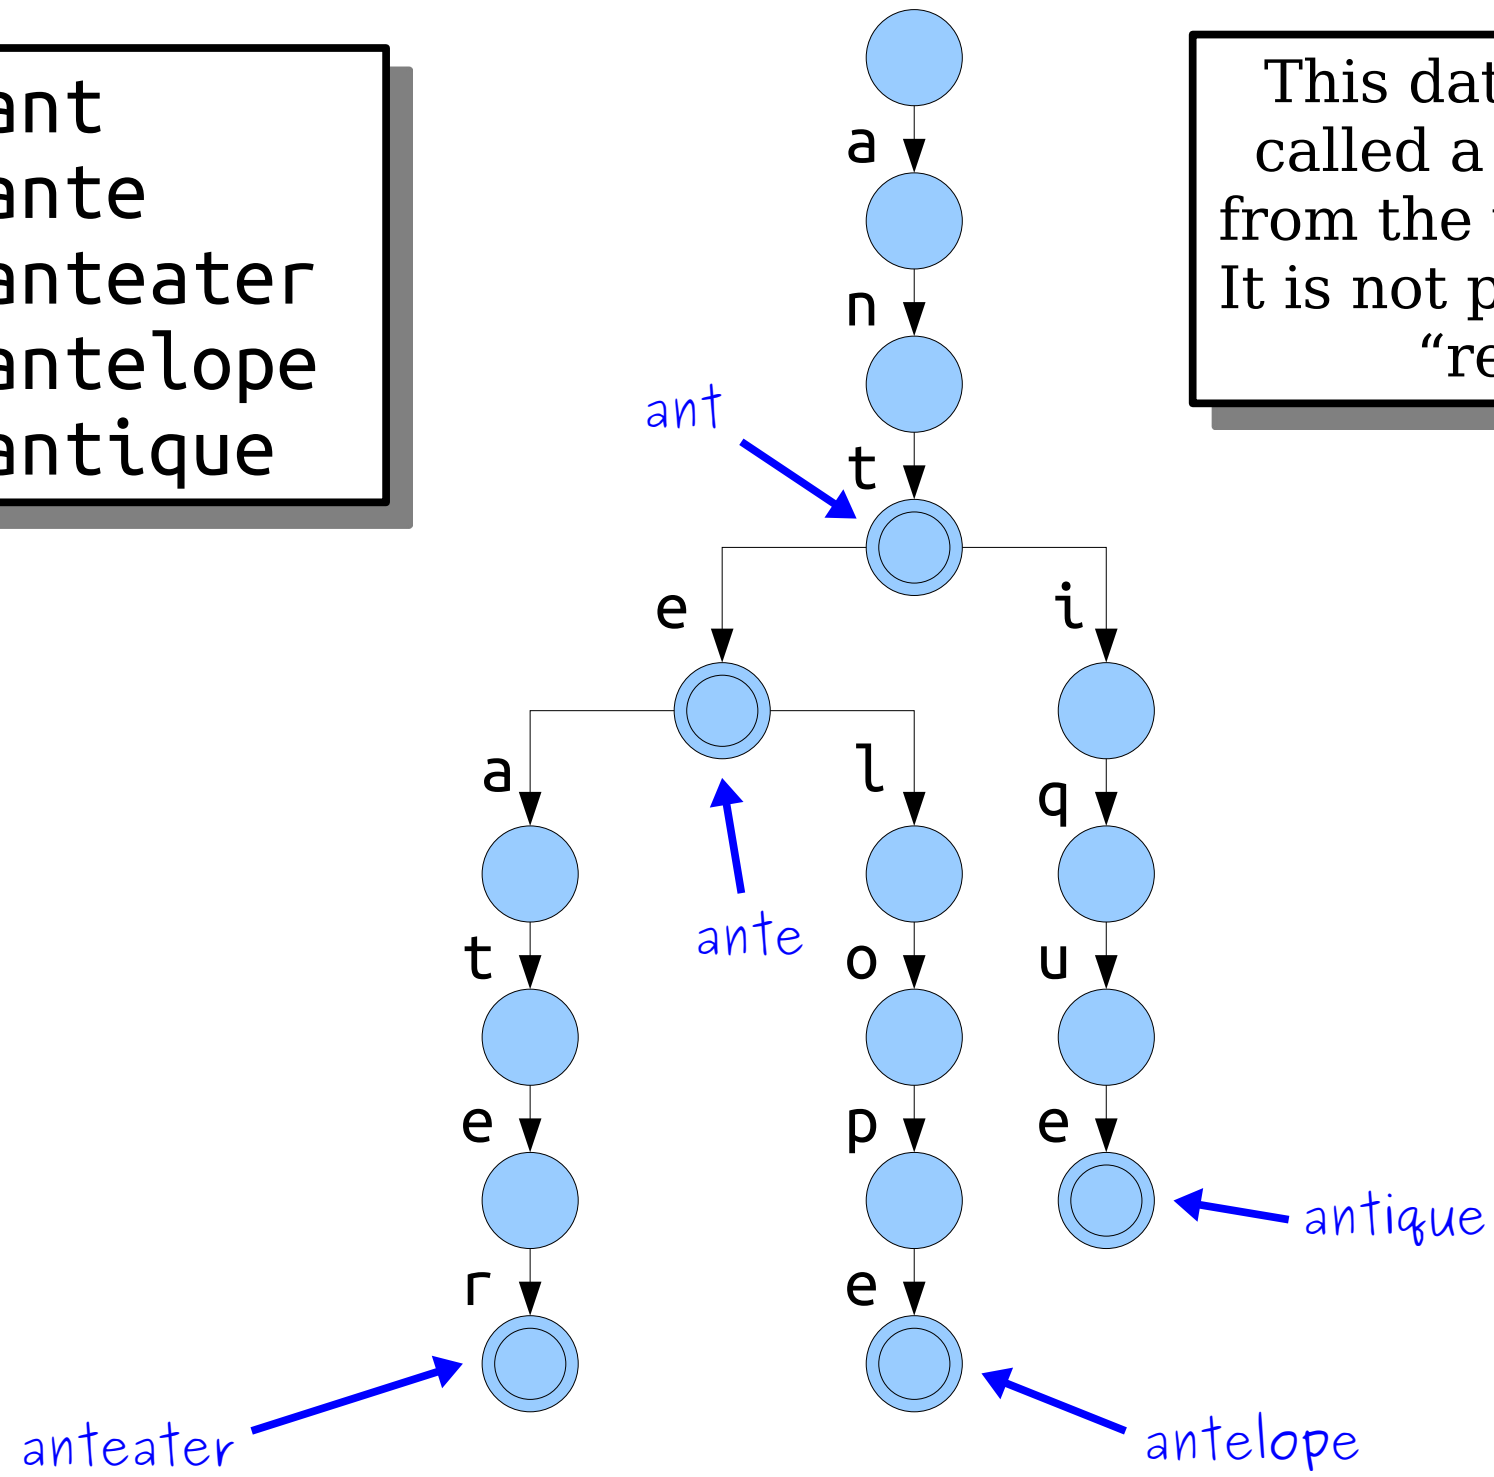 ant
ante
anteater
antelope
antique
This dat
called a
from the
It is not p
“re
a
n
ant
t
e
i
a
l
q
ante
t
o
u
e
p
e
antique
r
e
anteater
antelope